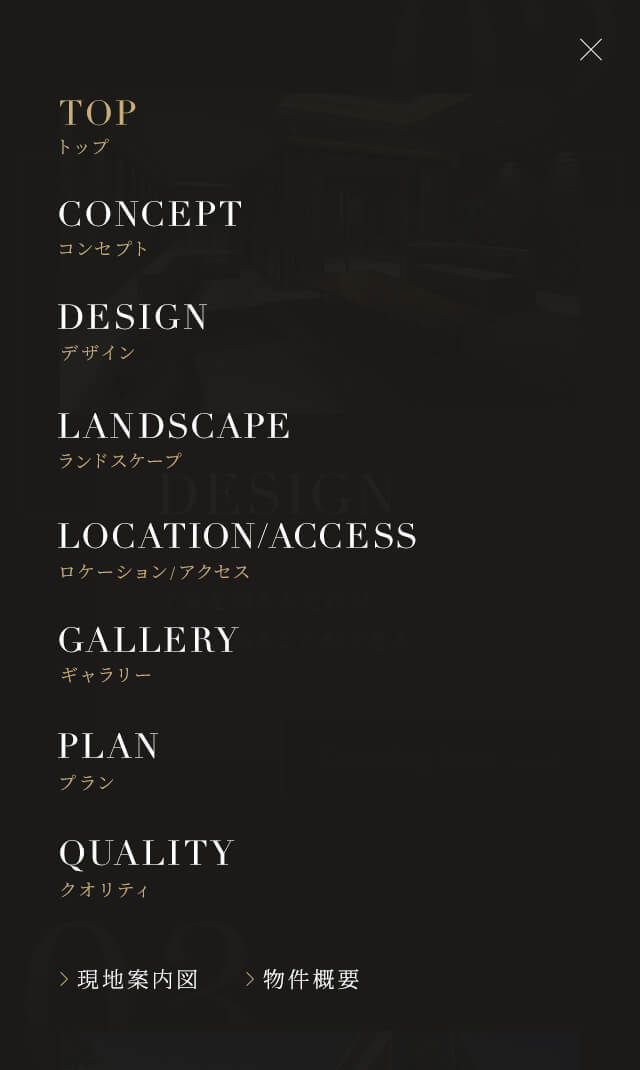 TOP
トップ
CONCEPT
コンセプト
DESIGN
デザイン
LANDSCAPE
ランドスケープ
DESIGN
LOCATION/ACCESS
ロケーション/アクセス
GALLERY
ギャラリー
PLAN
プラン
QUALITY
クオリティ
03
現地案内図 物件概要